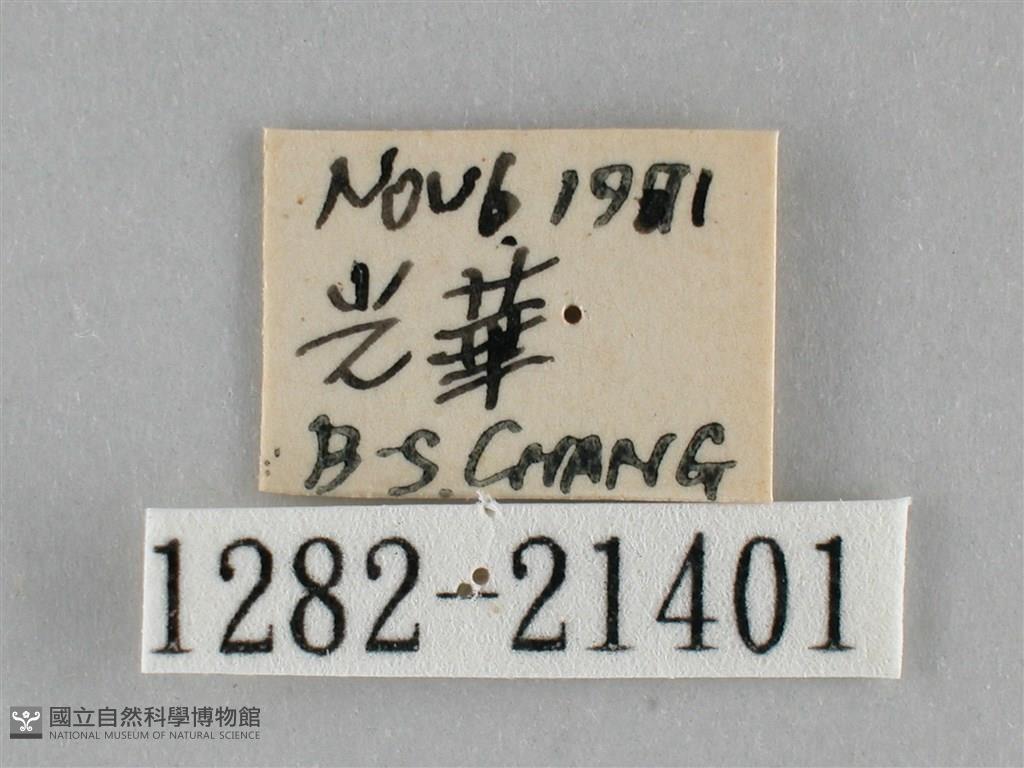 NOV 6. 1971
光華
B-S. CHANG
1282-21401
國立自然科學博物館
NATIONAL MUSEUM OF NATURAL SCIENCE